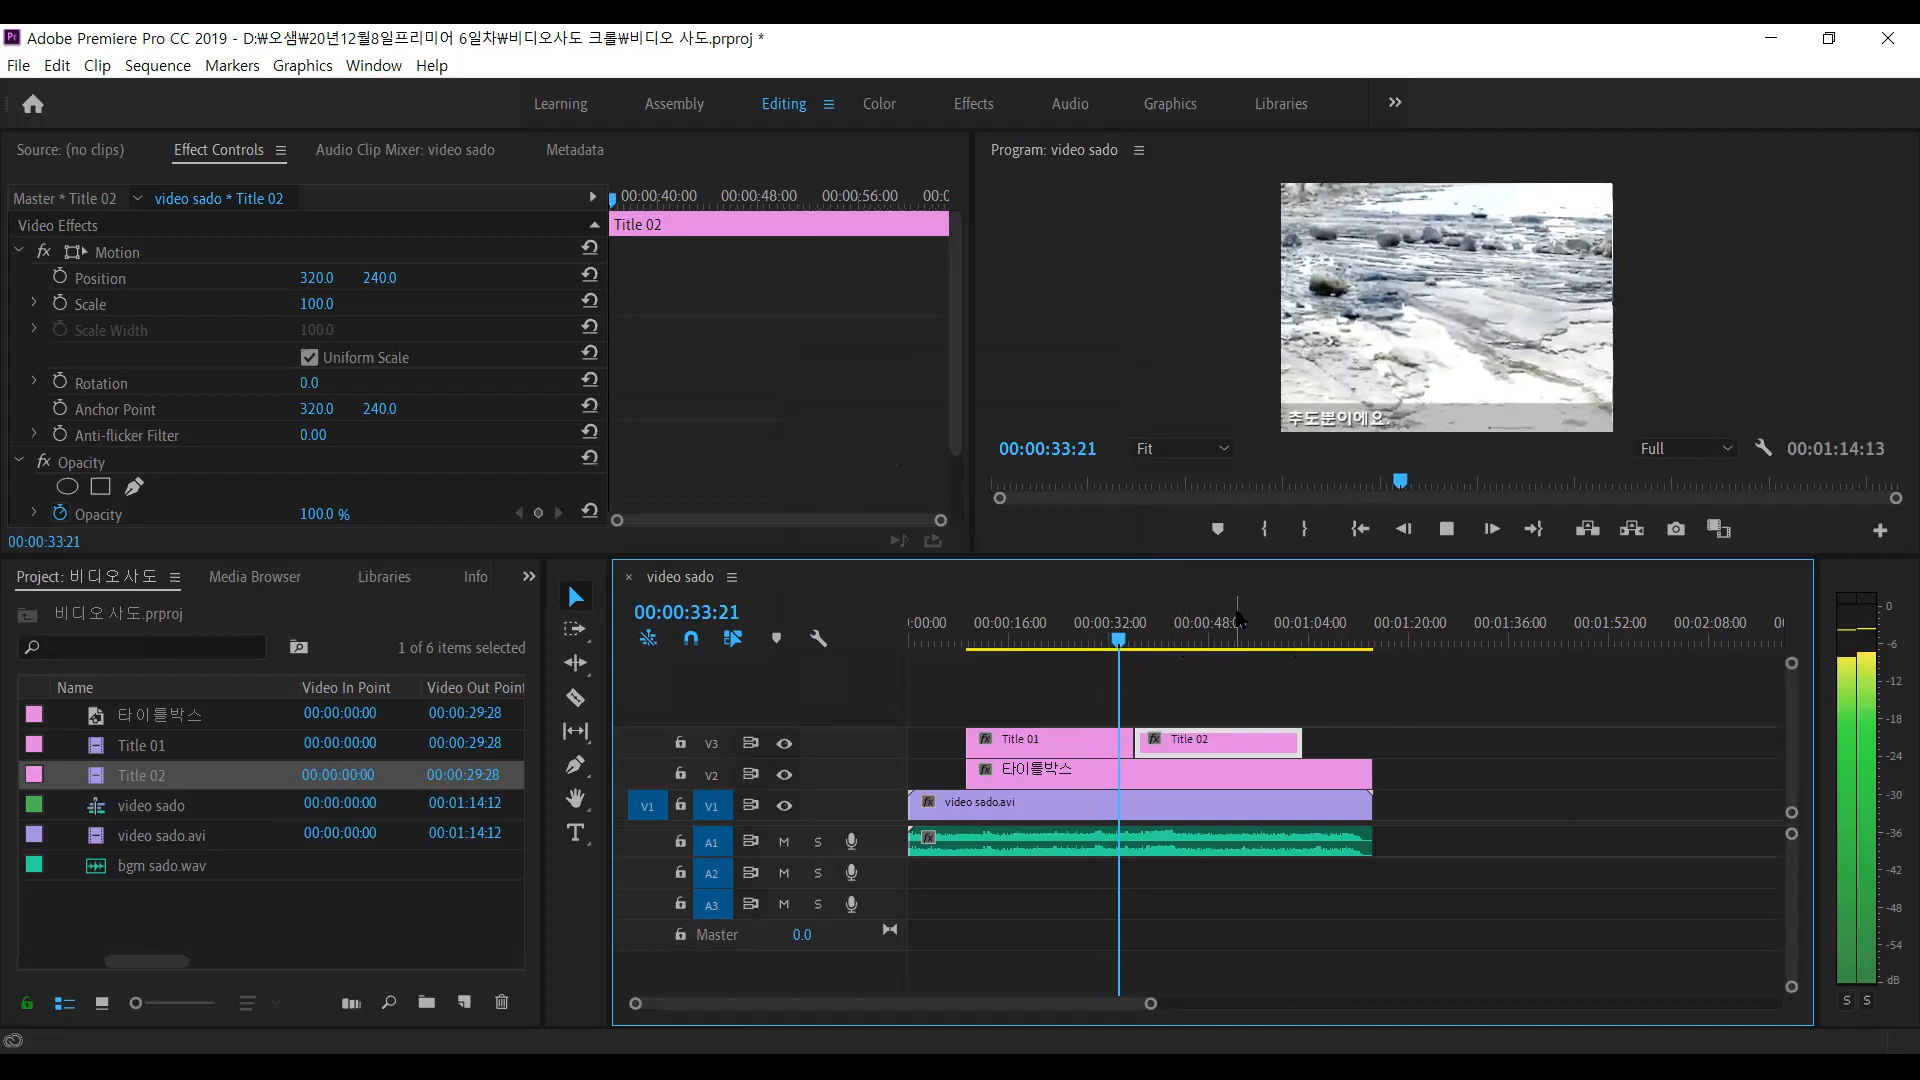 Adobe Premiere Pro CC 2019 - D:₩오샘₩20년12월8일프리미어 6일차₩비디오사도 크롤₩비디오 사도.prproj *
File Edit Clip Sequence Markers Graphics Window Help
Learning Assembly Editing Color Effects Audio Graphics Libraries
Source: (no clips) Effect Controls Audio Clip Mixer: video sado Metadata
Program: video sado
Master * Title 02 video sado * Title 02
00:00:40:00 00:00:48:00 00:00:56:00 00:0
Video Effects
Title 02
fx Motion
Position 320.0 240.0
Scale 100.0
Scale Width 100.0
Uniform Scale
Rotation 0.0
Anchor Point 320.0 240.0
Anti-flicker Filter 0.00
fx Opacity
Opacity 100.0 %
00:00:33:21
추도뿐이에요.
00:00:33:21 Fit Full 00:01:14:13
Project: 비디오 사도 Media Browser Libraries Info
비디오 사도.prproj
1 of 6 items selected
Name Video In Point Video Out Point
타이틀박스 00:00:00:00 00:00:29:28
Title 01 00:00:00:00 00:00:29:28
Title 02 00:00:00:00 00:00:29:28
video sado 00:00:00:00 00:01:14:12
video sado.avi 00:00:00:00 00:01:14:12
bgm sado.wav
× video sado
00:00:33:21
:00:00 00:00:16:00 00:00:32:00 00:00:48:0 00:01:04:00 00:01:20:00 00:01:36:00 00:01:52:00 00:02:08:00
V3 fx Title 01 fx Title 02
V2 fx 타이틀박스
V1 V1 fx video sado.avi
A1 M S fx
A2 M S
A3 M S
Master 0.0
0
-6
-12
-18
-24
-30
-36
-42
-48
-54
dB
S S